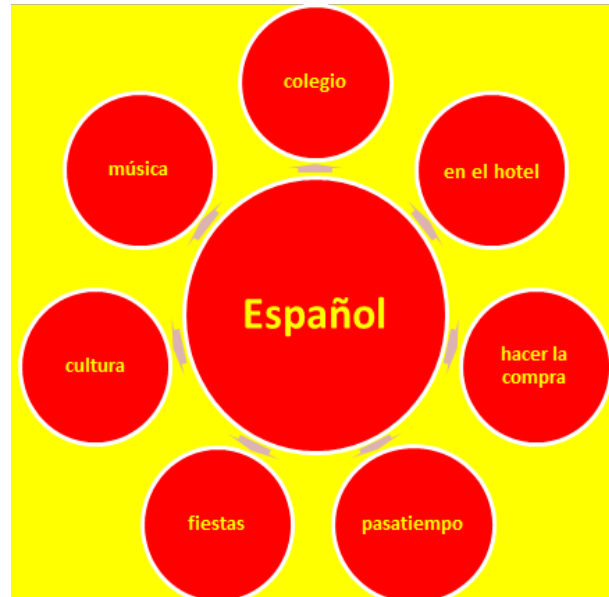 colegio
música
en el hotel
Español
cultura
hacer la
compra
fiestas
pasatiempo